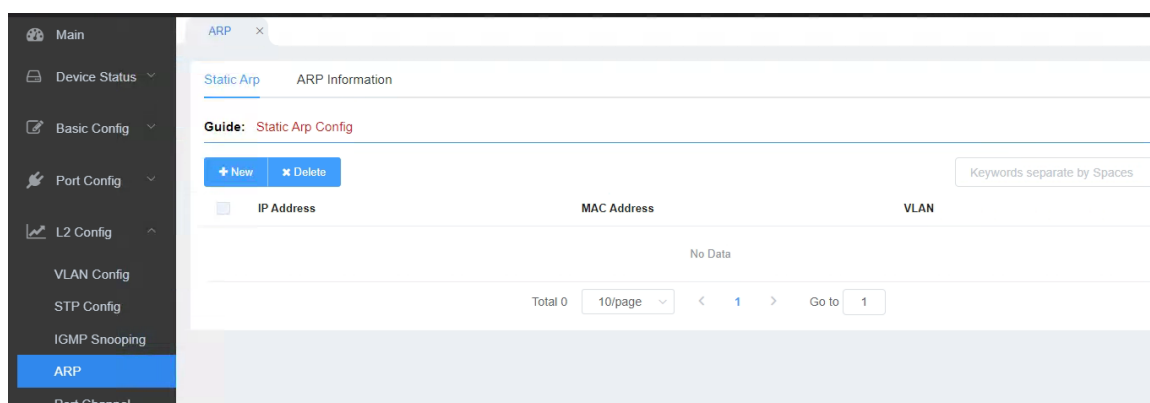 Main
Device Status
Basic Config
Port Config
L2 Config
VLAN Config
STP Config
IGMP Snooping
ARP
Port Channel
ARP
Static Arp ARP Information
Guide: Static Arp Config
New Delete Keywords separate by Spaces
IP Address MAC Address VLAN
No Data
Total 0 10/page < 1 > Go to 1